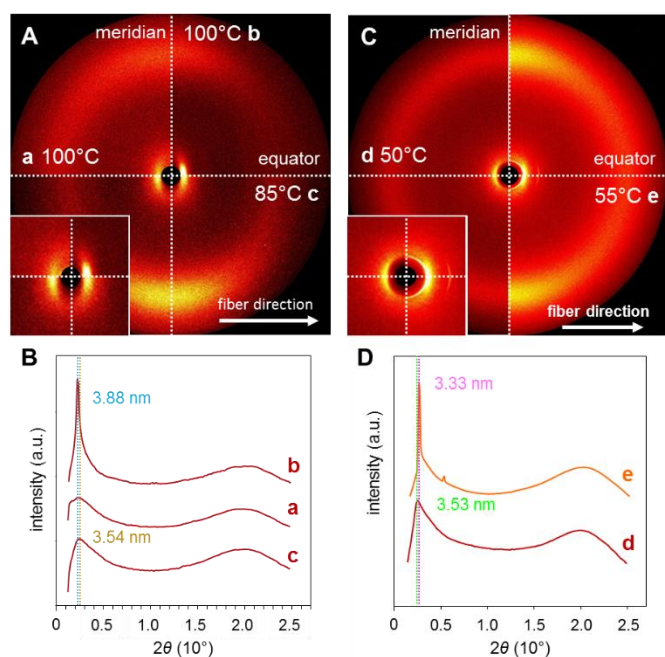 A
meridian
100°C b
a 100°C
equator
85°C c
fiber direction
C
meridian
d 50°C
equator
55°C e
fiber direction
B
intensity (a.u.)
3.88 nm
b
a
3.54 nm
c
0 0.5 1.0 1.5 2.0 2.5
2θ (10°)
D
intensity (a.u.)
3.33 nm
e
3.53 nm
d
0 0.5 1.0 1.5 2.0 2.5
2θ (10°)